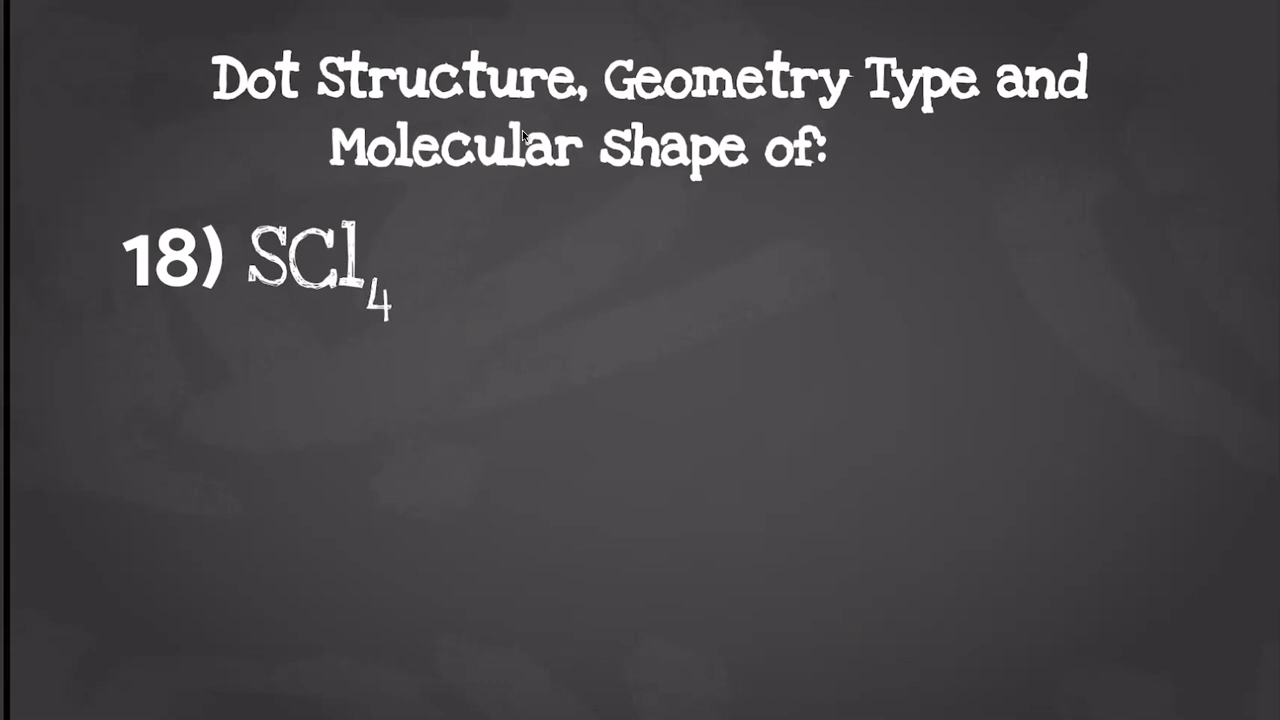 Dot Structure, Geometry Type and
Molecular Shape of:
18) SCl₄